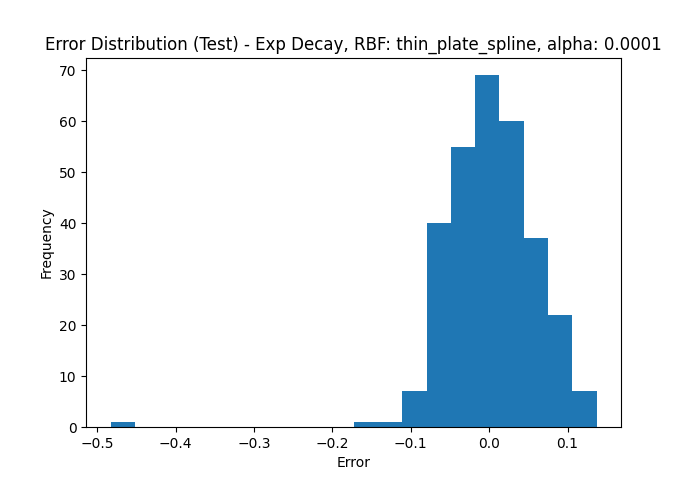 Error Distribution (Test) - Exp Decay, RBF: thin_plate_spline, alpha: 0.0001
70
60
50
40
30
20
10
0
Frequency
−0.5 −0.4 −0.3 −0.2 −0.1 0.0 0.1
Error